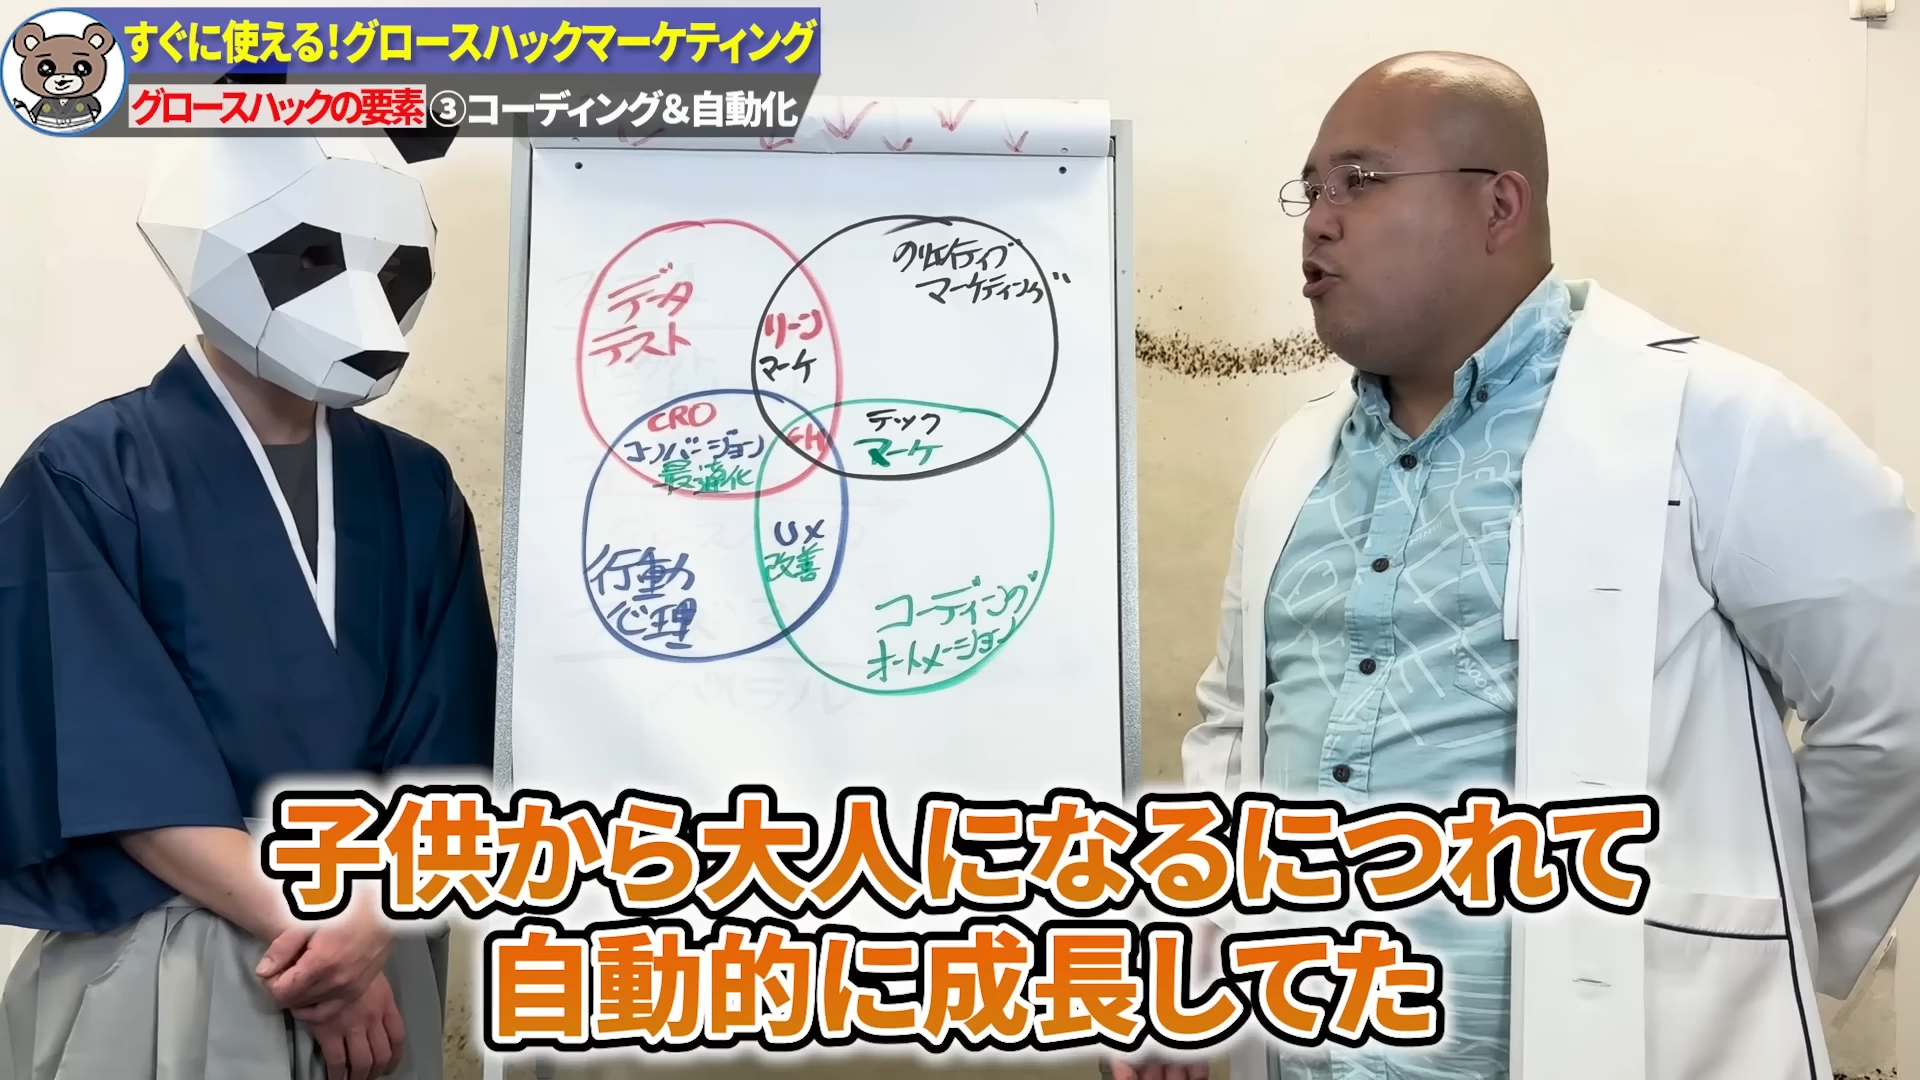 すぐに使える！グロースハックマーケティング
グロースハックの要素③コーディング&自動化
データ
テスト
クリエイティブ
マーケティング
リーン
マーケ
CRO
コンバージョン
最適化
GH
テック
マーケ
UX
改善
行動
心理
コーディング
オートメーション
子供から大人になるにつれて
自動的に成長してた